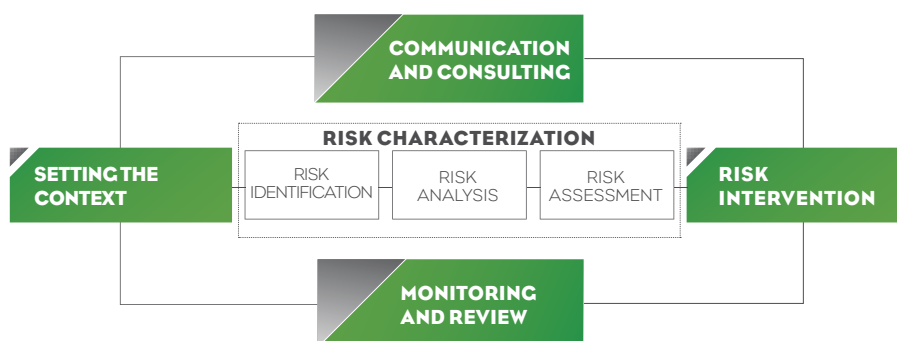 COMMUNICATION
AND CONSULTING
RISK CHARACTERIZATION
SETTING THE
CONTEXT
RISK
IDENTIFICATION
RISK
ANALYSIS
RISK
ASSESSMENT
RISK
INTERVENTION
MONITORING
AND REVIEW